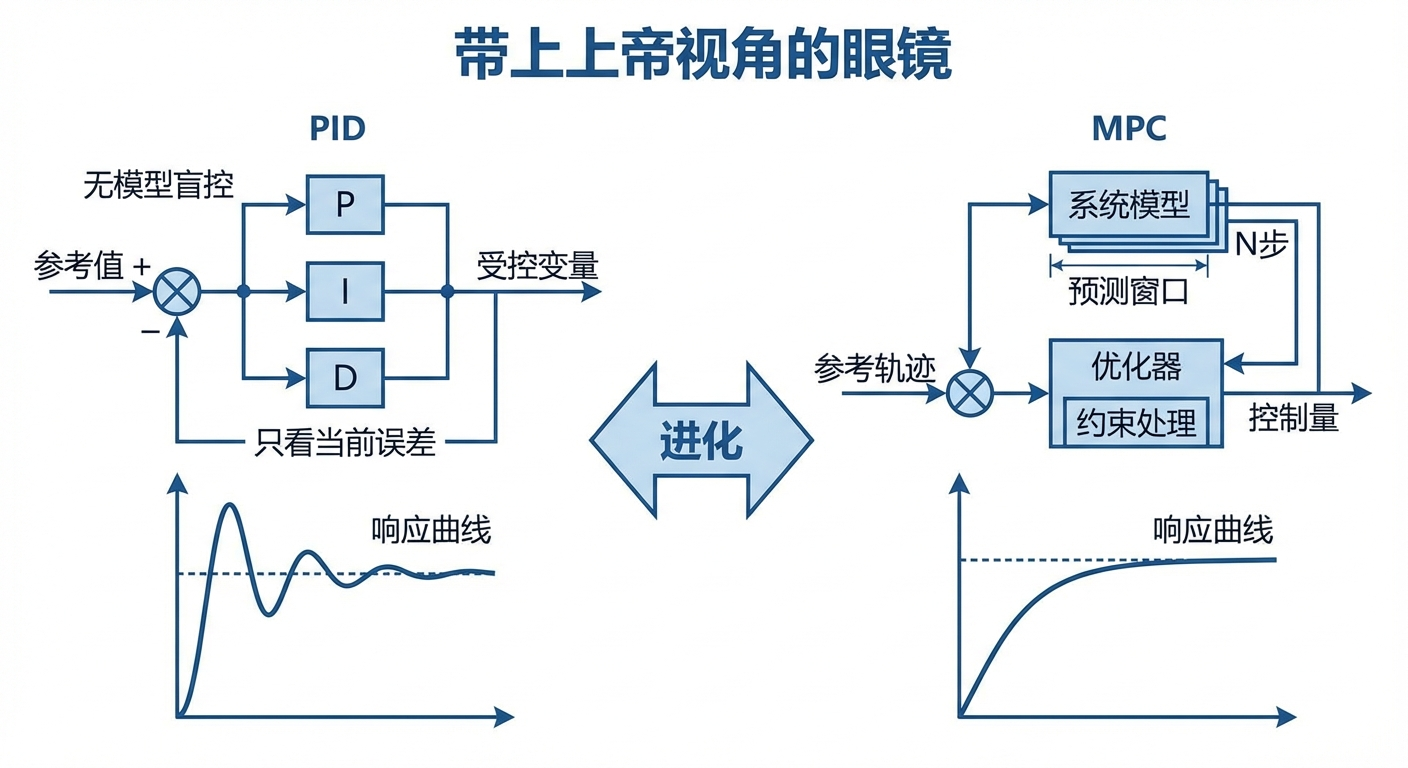 带上上帝视角的眼镜
PID
无模型盲控
P
参考值 +
I
受控变量
−
D
只看当前误差
响应曲线
进化
MPC
系统模型
N步
预测窗口
参考轨迹
优化器
约束处理
控制量
响应曲线